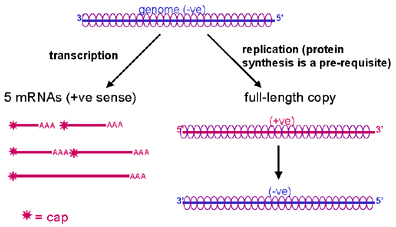 genome (-ve)
3' 5'
transcription
replication (protein
synthesis is a pre-requisite)
5 mRNAs (+ve sense)
full-length copy
AAA AAA
(+ve)
5' 3'
AAA AAA
AAA
(-ve)
3' 5'
= cap